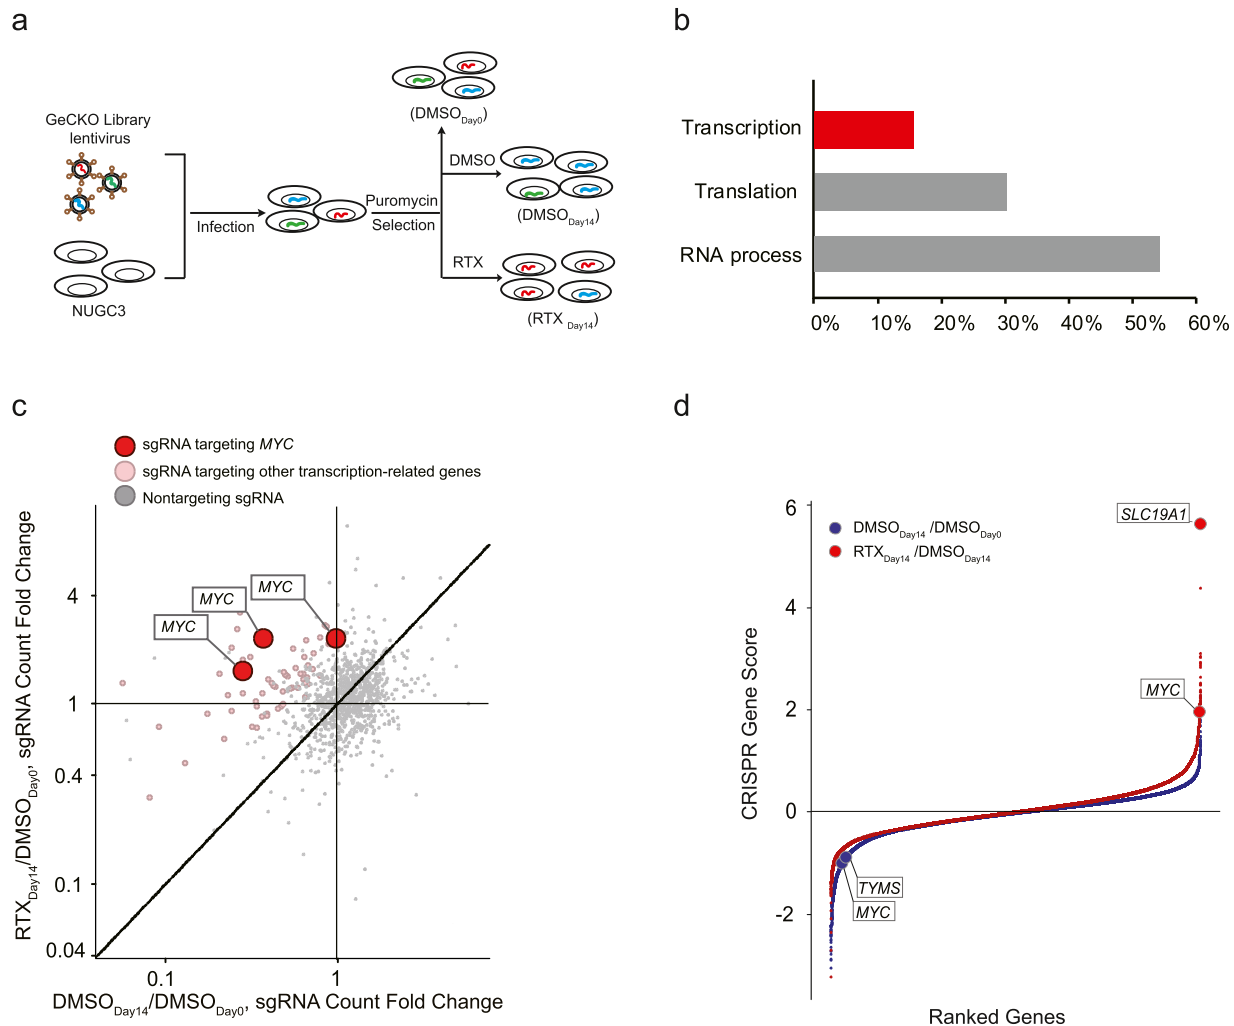 a
GeCKO Library
lentivirus
NUGC3
Infection
Puromycin
Selection
(DMSODay0)
DMSO
(DMSODay14)
RTX
(RTX Day14)
b
Transcription
Translation
RNA process
0% 10% 20% 30% 40% 50% 60%
c
sgRNA targeting MYC
sgRNA targeting other transcription-related genes
Nontargeting sgRNA
RTXDay14/DMSODay0, sgRNA Count Fold Change
4
1
0.4
0.1
0.04
MYC
MYC
MYC
0.1 1
DMSODay14/DMSODay0, sgRNA Count Fold Change
d
DMSODay14 /DMSODay0
RTXDay14 /DMSODay14
CRISPR Gene Score
6
4
2
0
-2
SLC19A1
MYC
TYMS
MYC
Ranked Genes